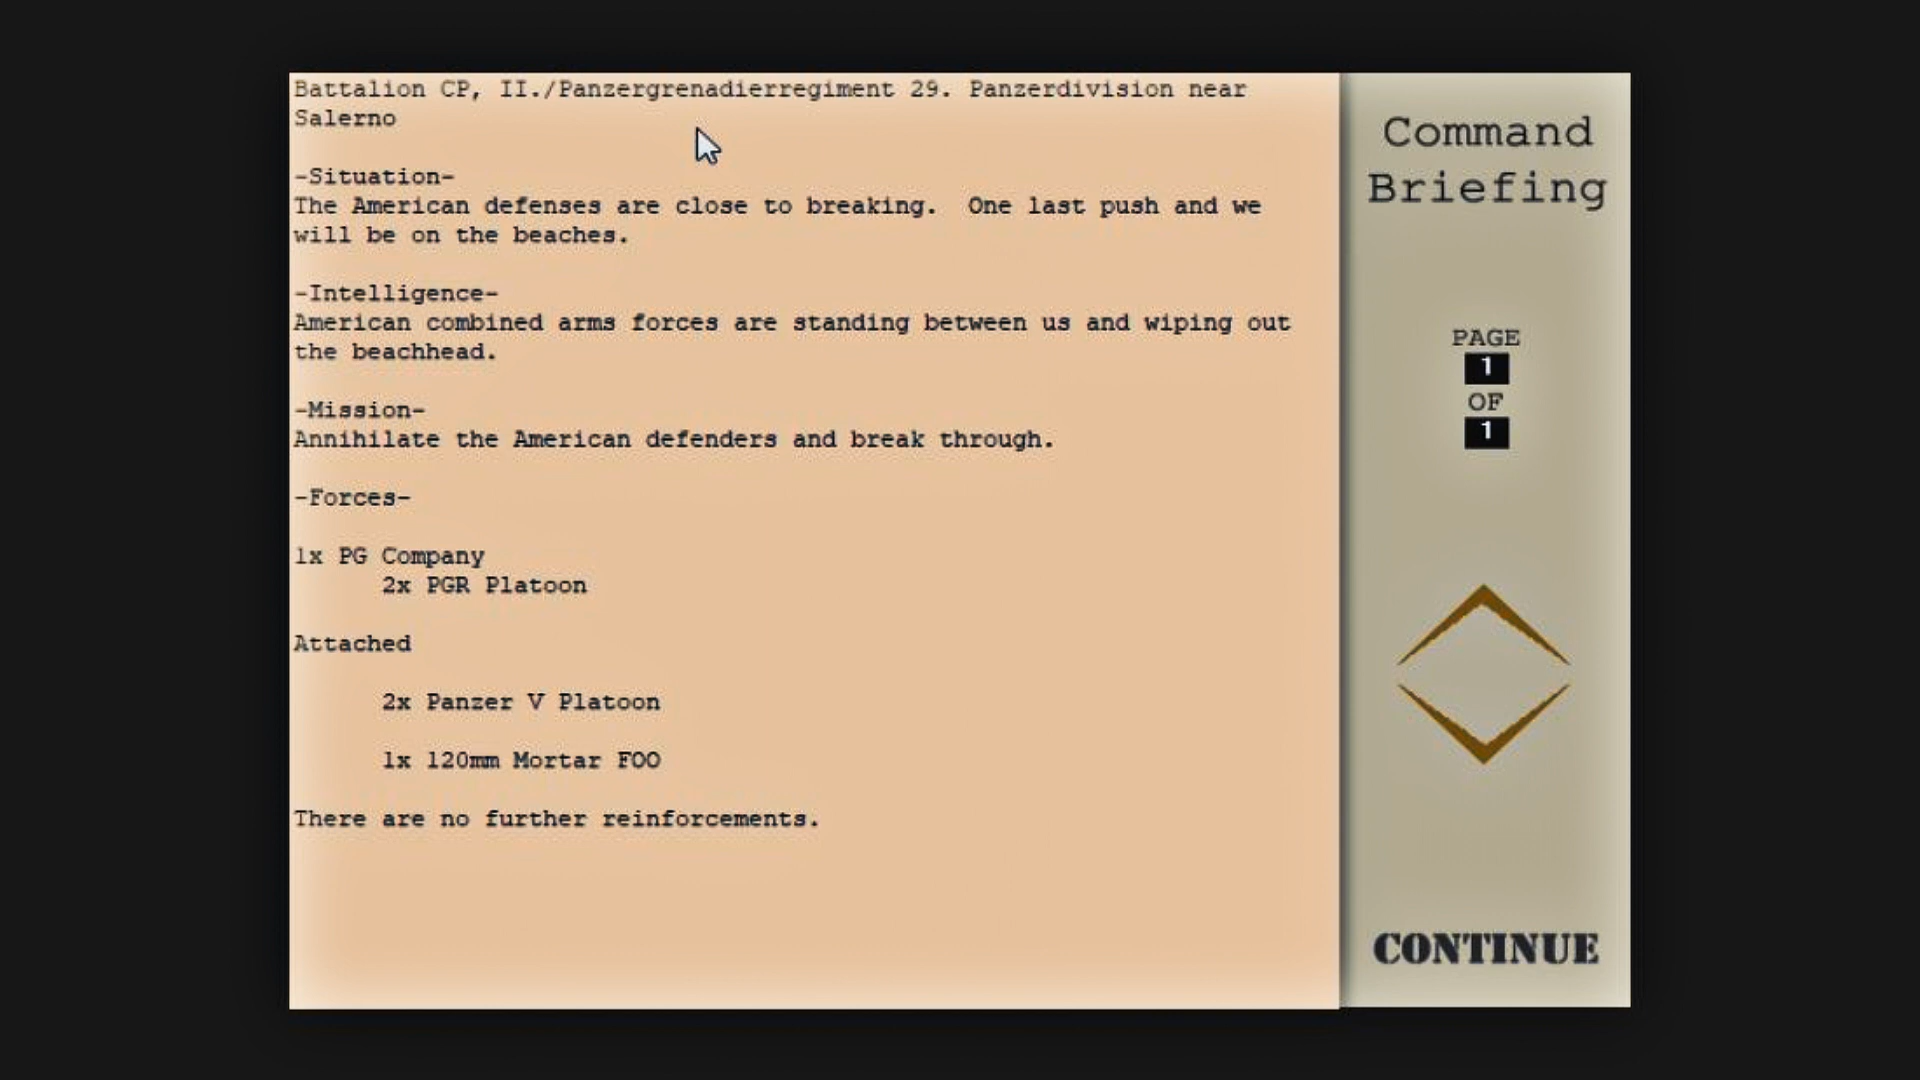 Battalion CP, II./Panzergrenadierregiment 29. Panzerdivision near
Salerno
-Situation-
The American defenses are close to breaking.  One last push and we
will be on the beaches.
-Intelligence-
American combined arms forces are standing between us and wiping out
the beachhead.
-Mission-
Annihilate the American defenders and break through.
-Forces-
1x PG Company
2x PGR Platoon
Attached
2x Panzer V Platoon
1x 120mm Mortar FOO
There are no further reinforcements.
Command
Briefing
PAGE
1
OF
1
CONTINUE